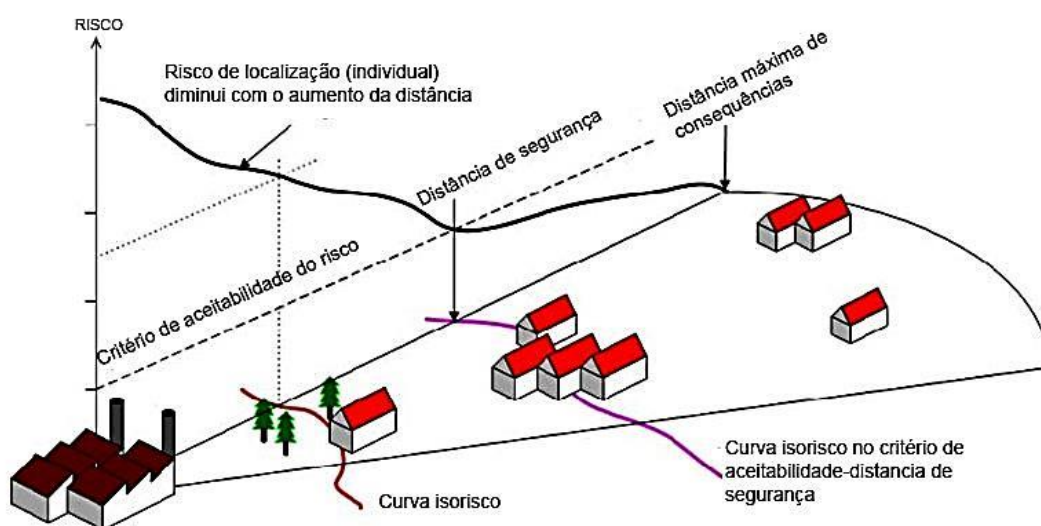 RISCO
Risco de localização (individual)
diminui com o aumento da distância
Distância de segurança
Distância máxima de
consequências
Critério de aceitabilidade do risco
Curva isorisco
Curva isorisco no critério de
aceitabilidade-distancia de
segurança